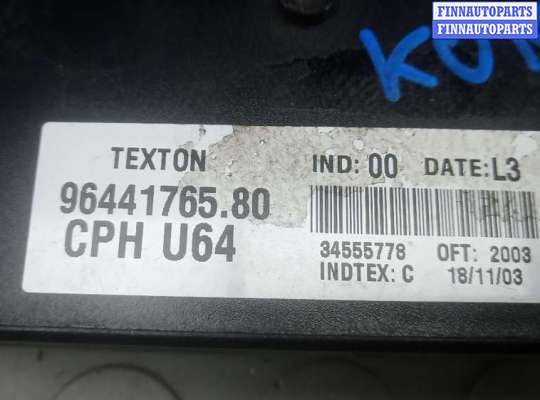 FINNAUTOPARTS
FINNAUTOPARTS
TEXTON IND: 00 DATE: L3
96441765.80
CPH U64
34555778 OFT: 2003
INDTEX: C 18/11/03